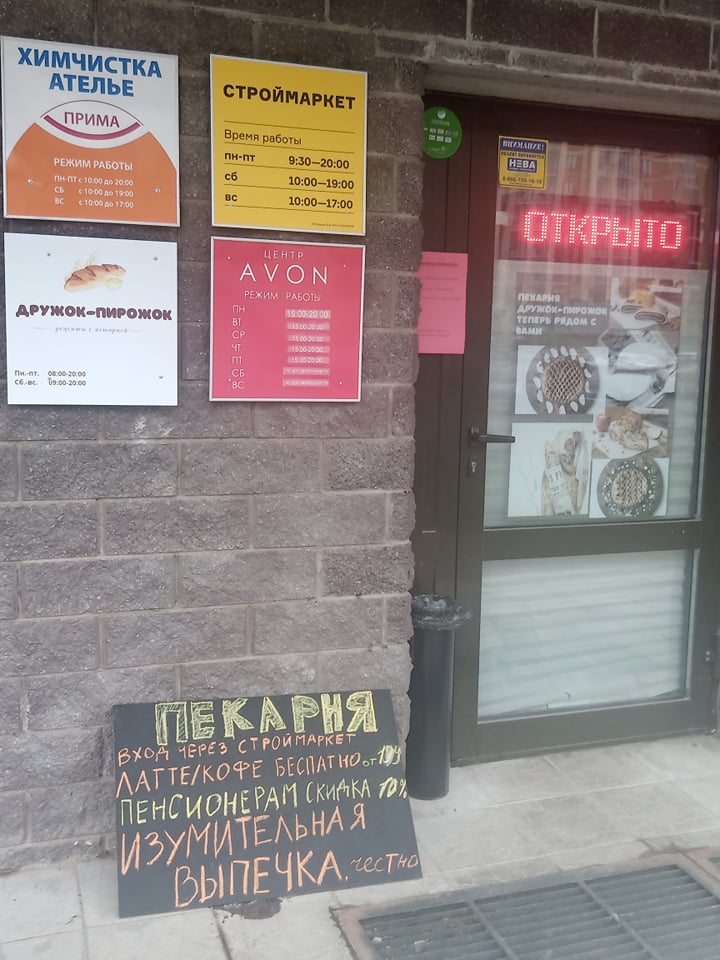 ХИМЧИСТКА
АТЕЛЬЕ
ПРИМА
РЕЖИМ РАБОТЫ
ПН-ПТ с 10:00 до 20:00
СБ с 10:00 до 19:00
ВС с 10:00 до 17:00
СТРОЙМАРКЕТ
Время работы
пн-пт 9:30—20:00
сб 10:00—19:00
вс 10:00—17:00
ДРУЖОК-ПИРОЖОК
рецепты с историей
Пн.-пт. 08:00-20:00
Сб.-вс. 09:00-20:00
ЦЕНТР
AVON
РЕЖИМ РАБОТЫ
ПН 15:00-20:00
ВТ 15:00-20:00
СР 15:00-20:00
ЧТ 15:00-20:00
ПТ 15:00-20:00
СБ
ВС
ВНИМАНИЕ!
ОБЪЕКТ ОХРАНЯЕТСЯ
НЕВА
ОТКРЫТО
ПЕКАРНЯ
ДРУЖОК-ПИРОЖОК
ТЕПЕРЬ РЯДОМ С
ВАМИ
ПЕКАРНЯ
ВХОД ЧЕРЕЗ СТРОЙМАРКЕТ
ЛАТТЕ/КОФЕ БЕСПАТНО от 199
ПЕНСИОНЕРАМ СКИДКА 10%
ИЗУМИТЕЛЬНАЯ
ВЫПЕЧКА, честно